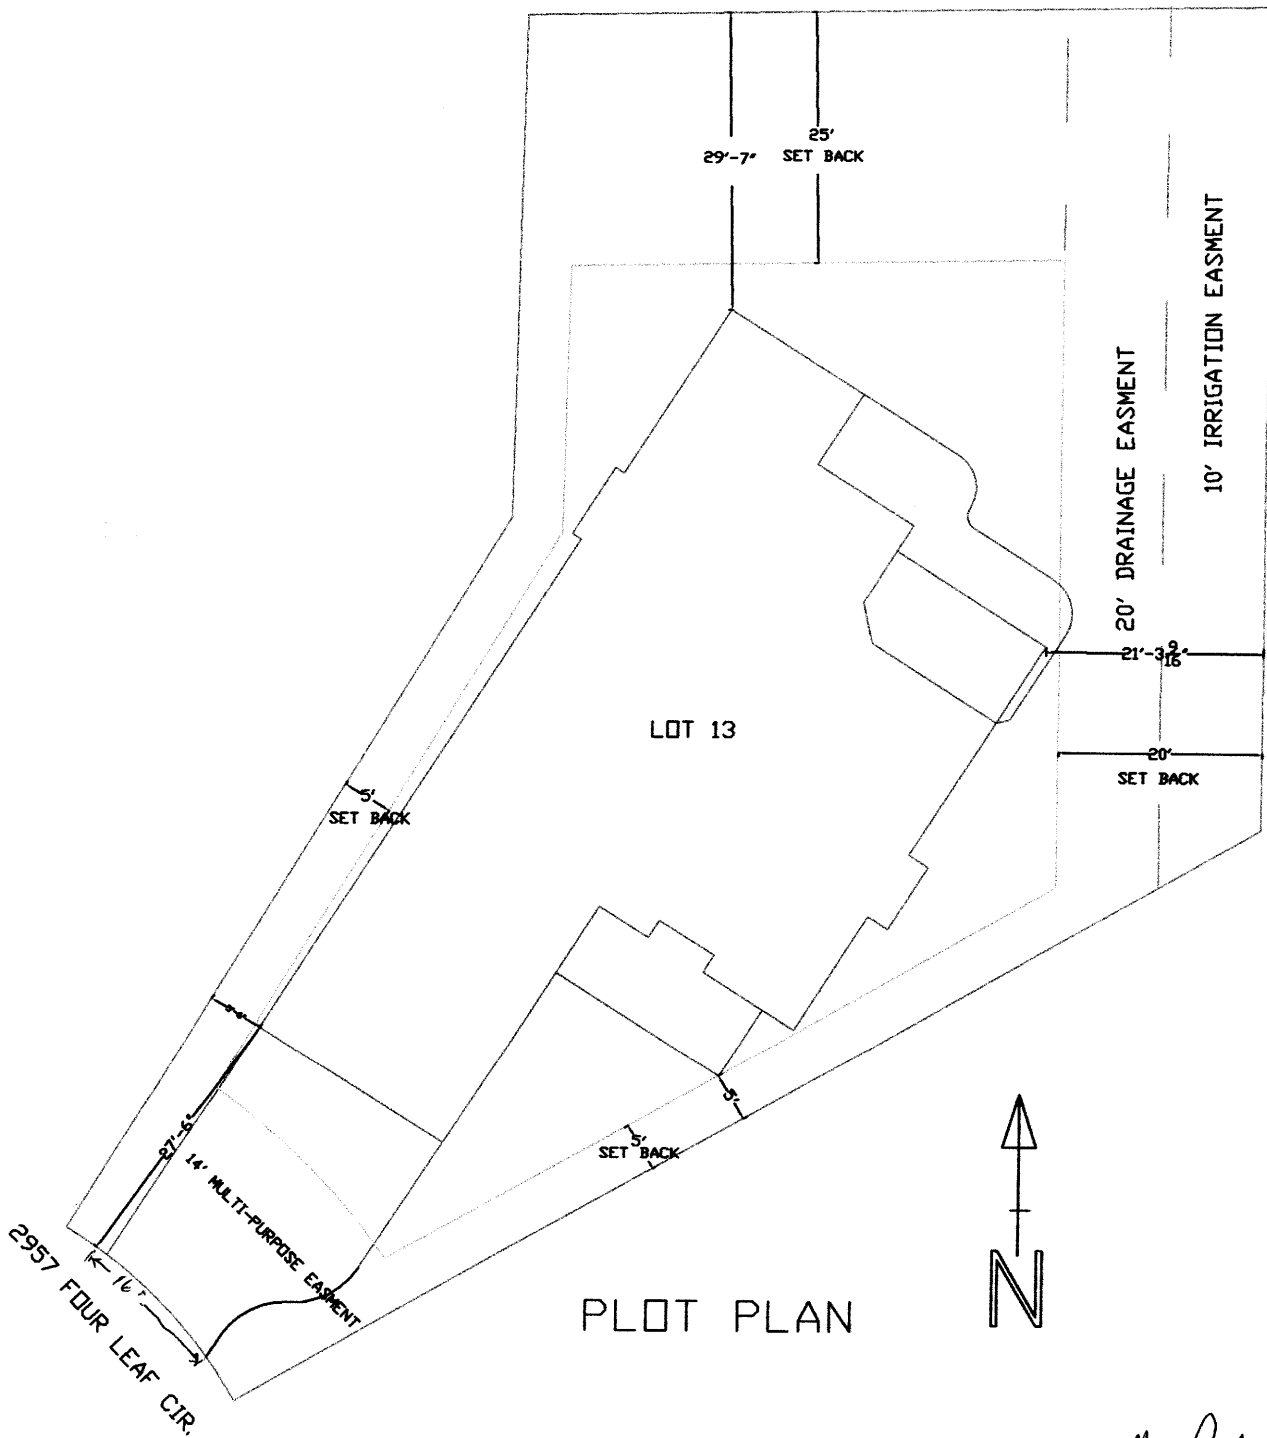 29'-7"
25'
SET BACK
10' IRRIGATION EASMENT
20' DRAINAGE EASMENT
21'-3 9/16"
LOT 13
20'
SET BACK
5'
SET BACK
5'
5'
SET BACK
27'-6"
14' MULTI-PURPOSE EASMENT
16'
2957 FOUR LEAF CIR.
PLOT PLAN
N